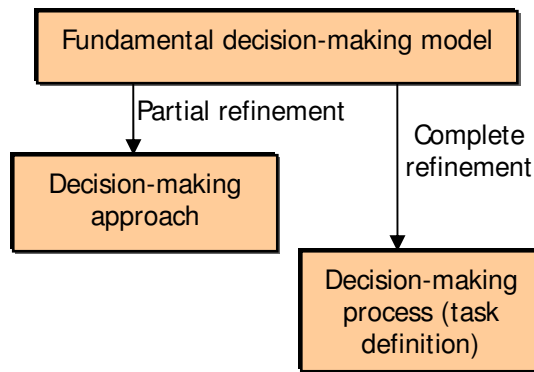 Fundamental decision-making model
Partial refinement
Complete
refinement
Decision-making
approach
Decision-making
process (task
definition)